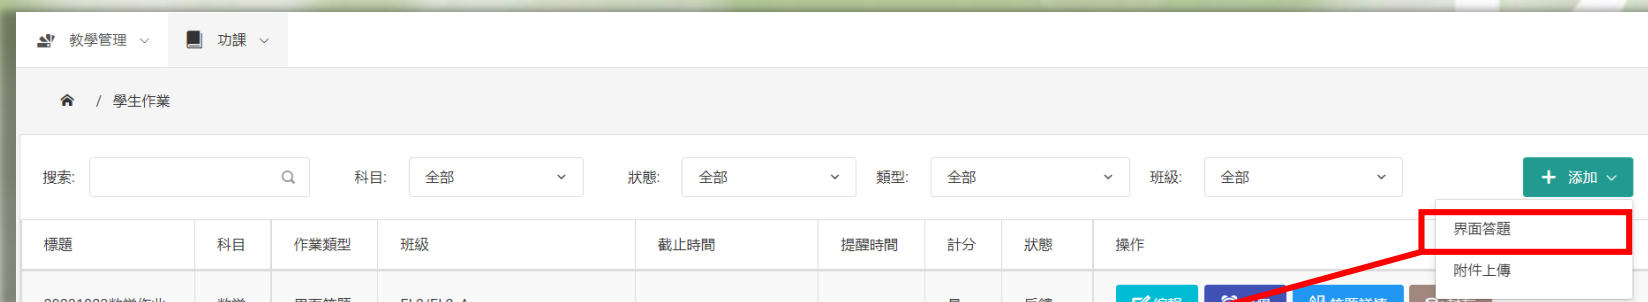 教學管理 功課
/ 學生作業
搜索: 科目: 全部 狀態: 全部 類型: 全部 班級: 全部 添加
界面答題
標題 科目 作業類型 班級 截止時間 提醒時間 計分 狀態 操作
附件上傳